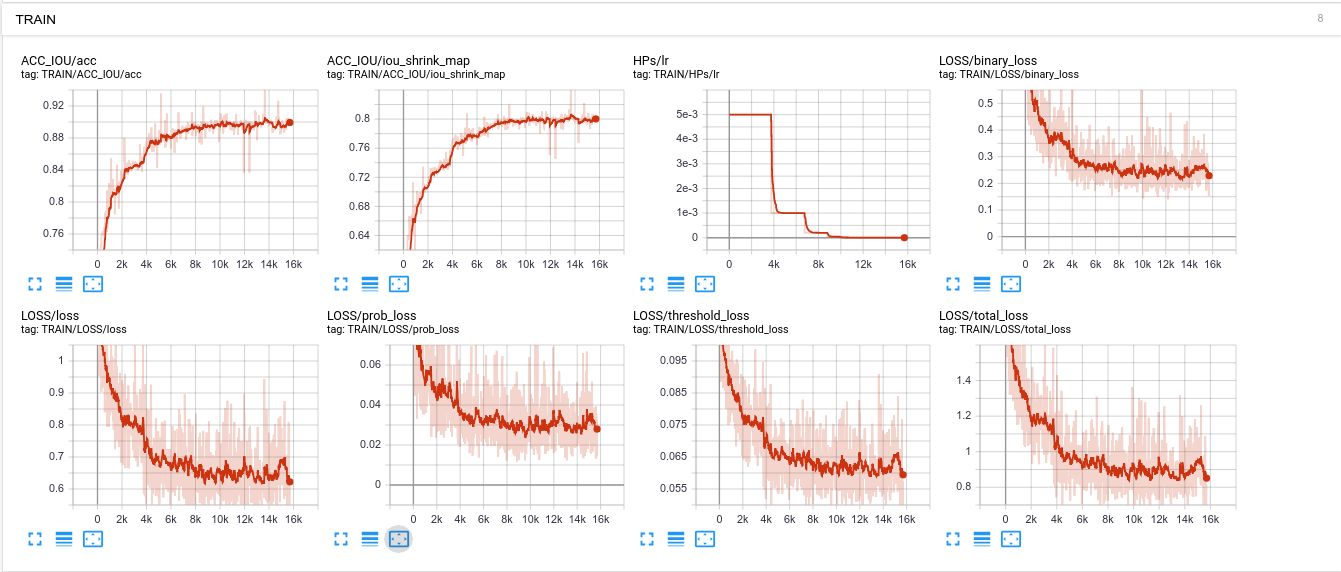 TRAIN 8
ACC_IOU/acc
tag: TRAIN/ACC_IOU/acc
0.92
0.88
0.84
0.8
0.76
0 2k 4k 6k 8k 10k 12k 14k 16k
ACC_IOU/iou_shrink_map
tag: TRAIN/ACC_IOU/iou_shrink_map
0.8
0.76
0.72
0.68
0.64
0 2k 4k 6k 8k 10k 12k 14k 16k
HPs/lr
tag: TRAIN/HPs/lr
5e-3
4e-3
3e-3
2e-3
1e-3
0
0 4k 8k 12k 16k
LOSS/binary_loss
tag: TRAIN/LOSS/binary_loss
0.5
0.4
0.3
0.2
0.1
0
0 2k 4k 6k 8k 10k 12k 14k 16k
LOSS/loss
tag: TRAIN/LOSS/loss
1
0.9
0.8
0.7
0.6
0 2k 4k 6k 8k 10k 12k 14k 16k
LOSS/prob_loss
tag: TRAIN/LOSS/prob_loss
0.06
0.04
0.02
0
0 2k 4k 6k 8k 10k 12k 14k 16k
LOSS/threshold_loss
tag: TRAIN/LOSS/threshold_loss
0.095
0.085
0.075
0.065
0.055
0 2k 4k 6k 8k 10k 12k 14k 16k
LOSS/total_loss
tag: TRAIN/LOSS/total_loss
1.4
1.2
1
0.8
0 2k 4k 6k 8k 10k 12k 14k 16k